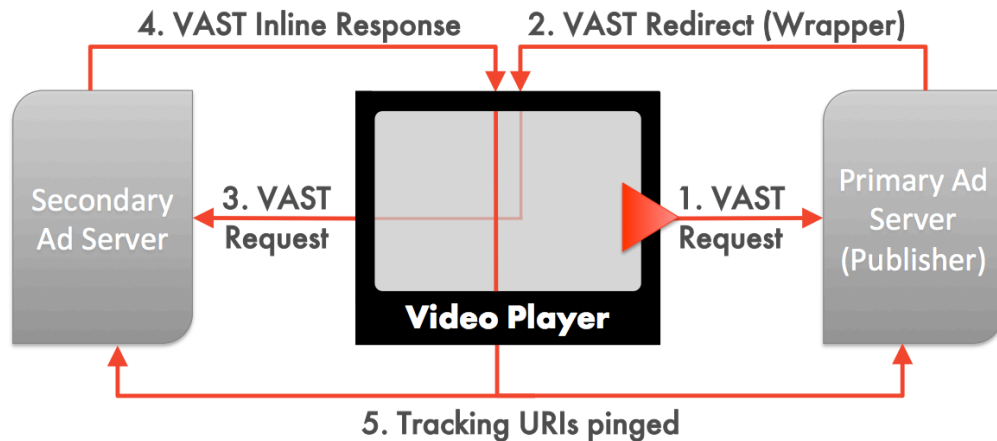 4. VAST Inline Response
2. VAST Redirect (Wrapper)
Secondary
Ad Server
3. VAST
Request
1. VAST
Request
Primary Ad
Server
(Publisher)
Video Player
5. Tracking URIs pinged